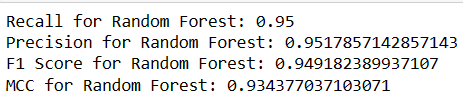 Recall for Random Forest: 0.95
Precision for Random Forest: 0.9517857142857143
F1 Score for Random Forest: 0.949182389937107
MCC for Random Forest: 0.934377037103071